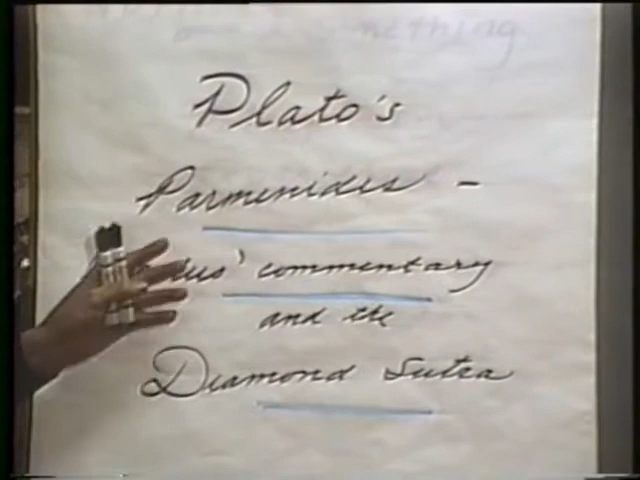 Plato's
Parmenides –
commentary
and the
Diamond Sutra